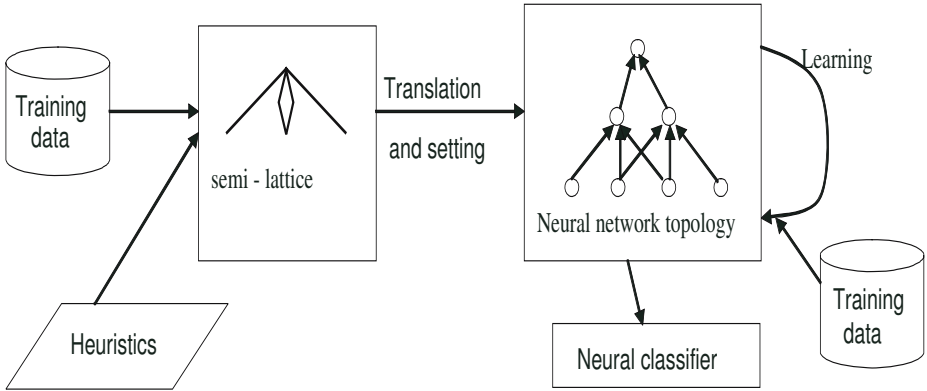 Training
data
semi - lattice
Heuristics
Translation
and setting
Neural network topology
Learning
Training
data
Neural classifier